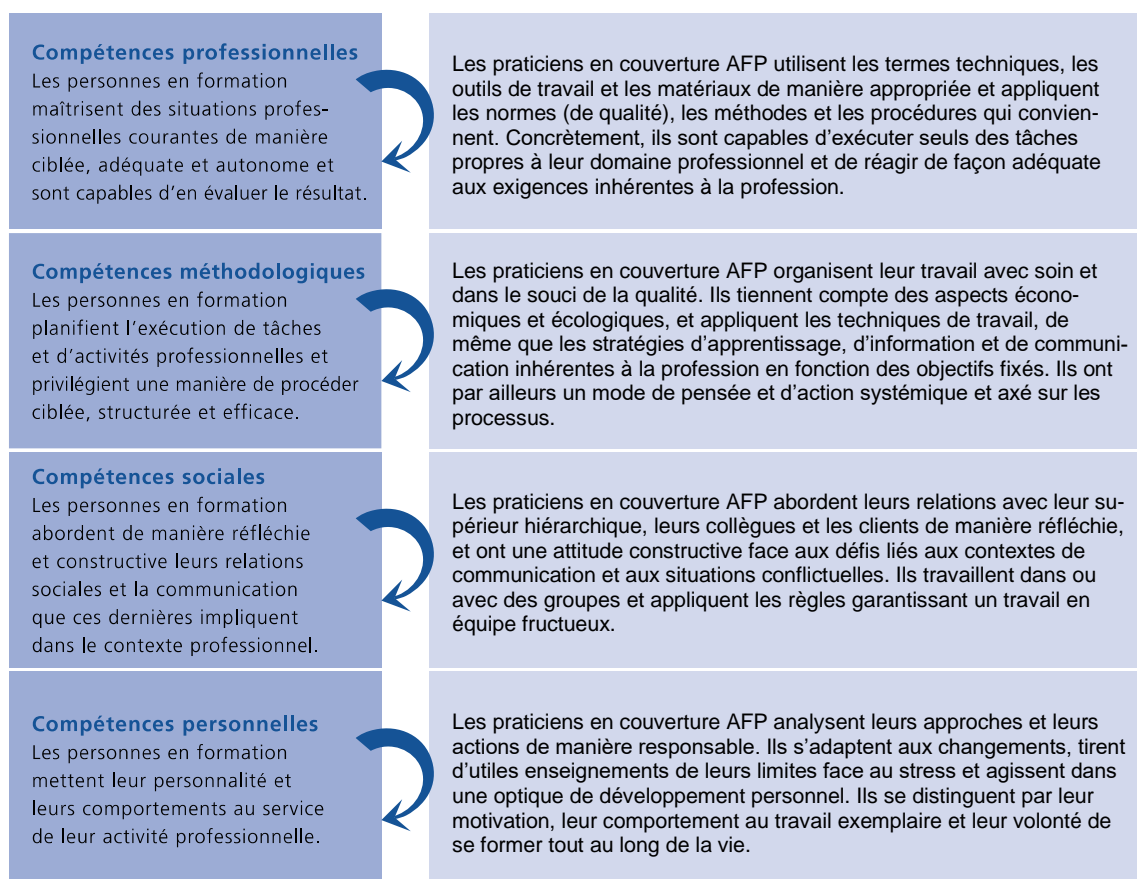 Compétences professionnelles
Les personnes en formation
maîtrisent des situations profes-
sionnelles courantes de manière
ciblée, adéquate et autonome et
sont capables d'en évaluer le résultat.
Les praticiens en couverture AFP utilisent les termes techniques, les
outils de travail et les matériaux de manière appropriée et appliquent
les normes (de qualité), les méthodes et les procédures qui convien-
nent. Concrètement, ils sont capables d'exécuter seuls des tâches
propres à leur domaine professionnel et de réagir de façon adéquate
aux exigences inhérentes à la profession.
Compétences méthodologiques
Les personnes en formation
planifient l'exécution de tâches
et d'activités professionnelles et
privilégient une manière de procéder
ciblée, structurée et efficace.
Les praticiens en couverture AFP organisent leur travail avec soin et
dans le souci de la qualité. Ils tiennent compte des aspects écono-
miques et écologiques, et appliquent les techniques de travail, de
même que les stratégies d'apprentissage, d'information et de communi-
cation inhérentes à la profession en fonction des objectifs fixés. Ils ont
par ailleurs un mode de pensée et d'action systémique et axé sur les
processus.
Compétences sociales
Les personnes en formation
abordent de manière réfléchie
et constructive leurs relations
sociales et la communication
que ces dernières impliquent
dans le contexte professionnel.
Les praticiens en couverture AFP abordent leurs relations avec leur su-
périeur hiérarchique, leurs collègues et les clients de manière réfléchie,
et ont une attitude constructive face aux défis liés aux contextes de
communication et aux situations conflictuelles. Ils travaillent dans ou
avec des groupes et appliquent les règles garantissant un travail en
équipe fructueux.
Compétences personnelles
Les personnes en formation
mettent leur personnalité et
leurs comportements au service
de leur activité professionnelle.
Les praticiens en couverture AFP analysent leurs approches et leurs
actions de manière responsable. Ils s'adaptent aux changements, tirent
d'utiles enseignements de leurs limites face au stress et agissent dans
une optique de développement personnel. Ils se distinguent par leur
motivation, leur comportement au travail exemplaire et leur volonté de
se former tout au long de la vie.